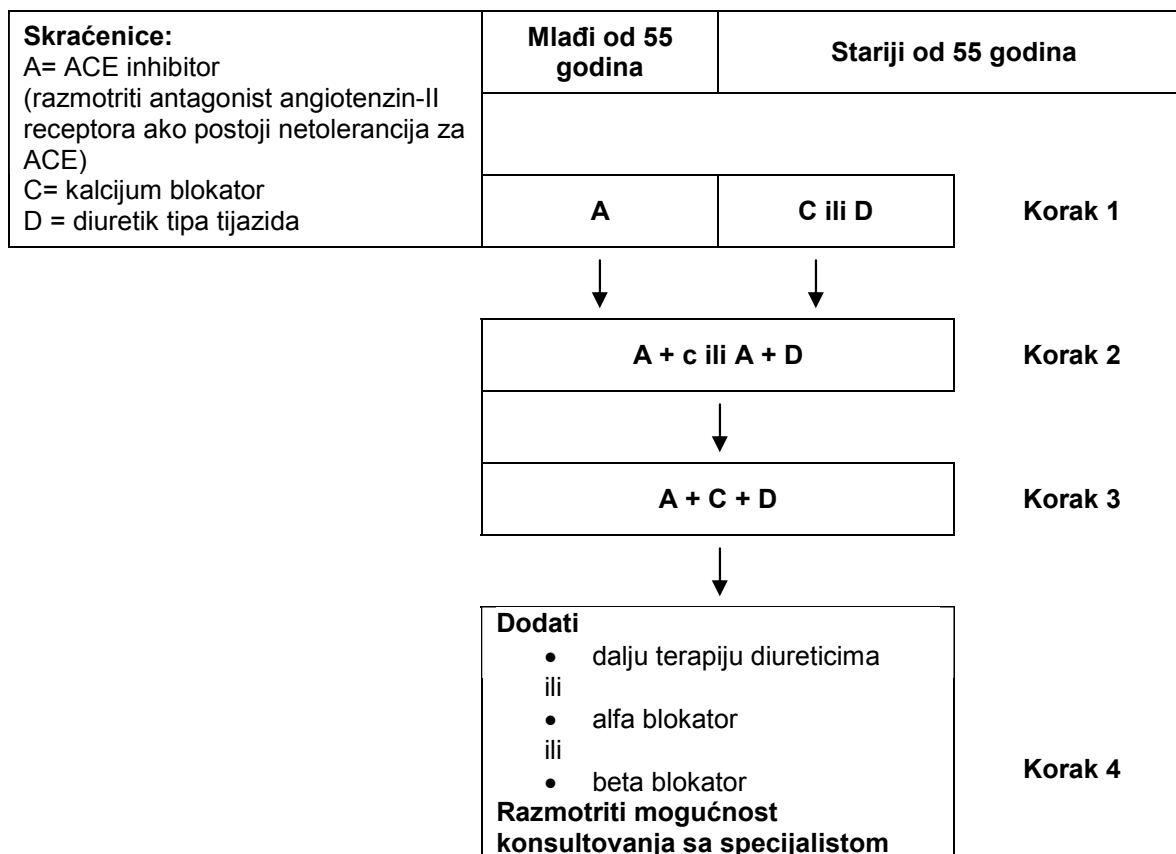 Skraćenice:
A= ACE inhibitor
(razmotriti antagonist angiotenzin-II
receptora ako postoji netolerancija za
ACE)
C= kalcijum blokator
D = diuretik tipa tijazida
Mlađi od 55
godina
Stariji od 55 godina
A
C ili D
Korak 1
A + c ili A + D
Korak 2
A + C + D
Korak 3
Dodati
• dalju terapiju diureticima
ili
• alfa blokator
ili
• beta blokator
Razmotriti mogućnost
konsultovanja sa specijalistom
Korak 4